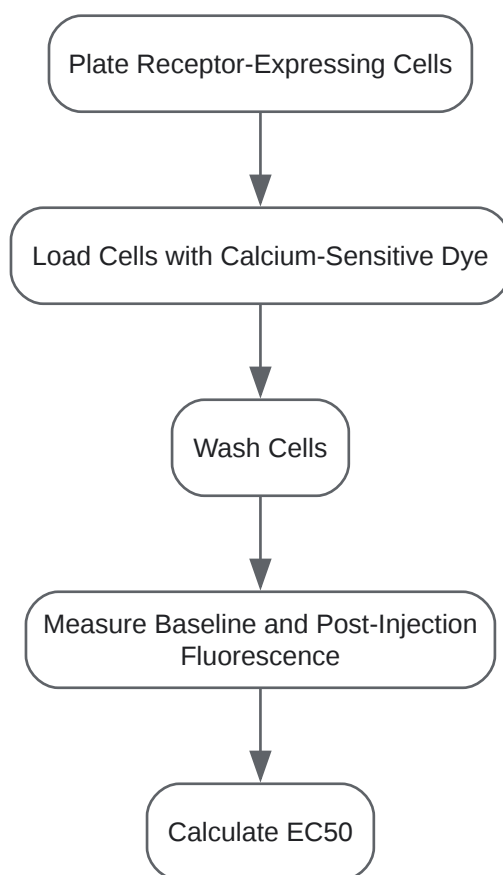 Plate Receptor-Expressing Cells
Load Cells with Calcium-Sensitive Dye
Wash Cells
Measure Baseline and Post-Injection
Fluorescence
Calculate EC50